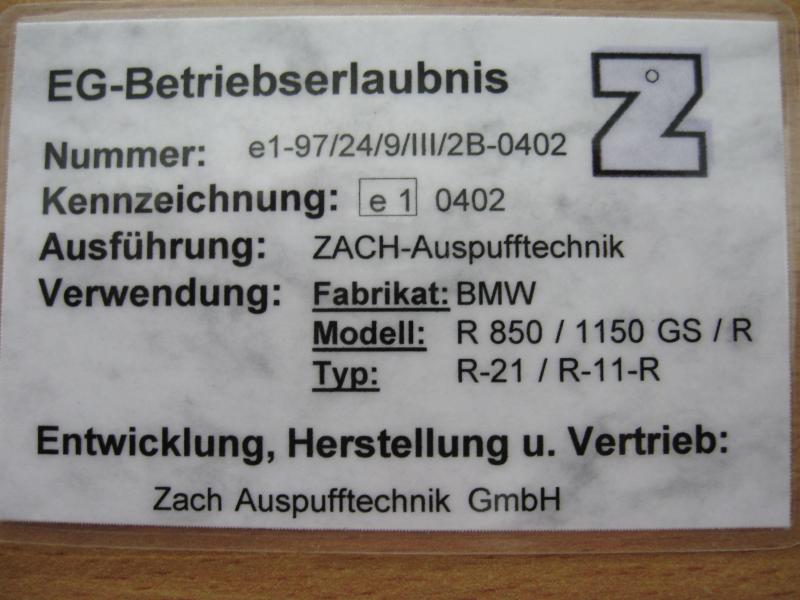 EG-Betriebserlaubnis
Z
Nummer: e1-97/24/9/III/2B-0402
Kennzeichnung: e 1 0402
Ausführung: ZACH-Auspufftechnik
Verwendung: Fabrikat: BMW
Modell: R 850 / 1150 GS / R
Typ: R-21 / R-11-R
Entwicklung, Herstellung u. Vertrieb:
Zach Auspufftechnik GmbH